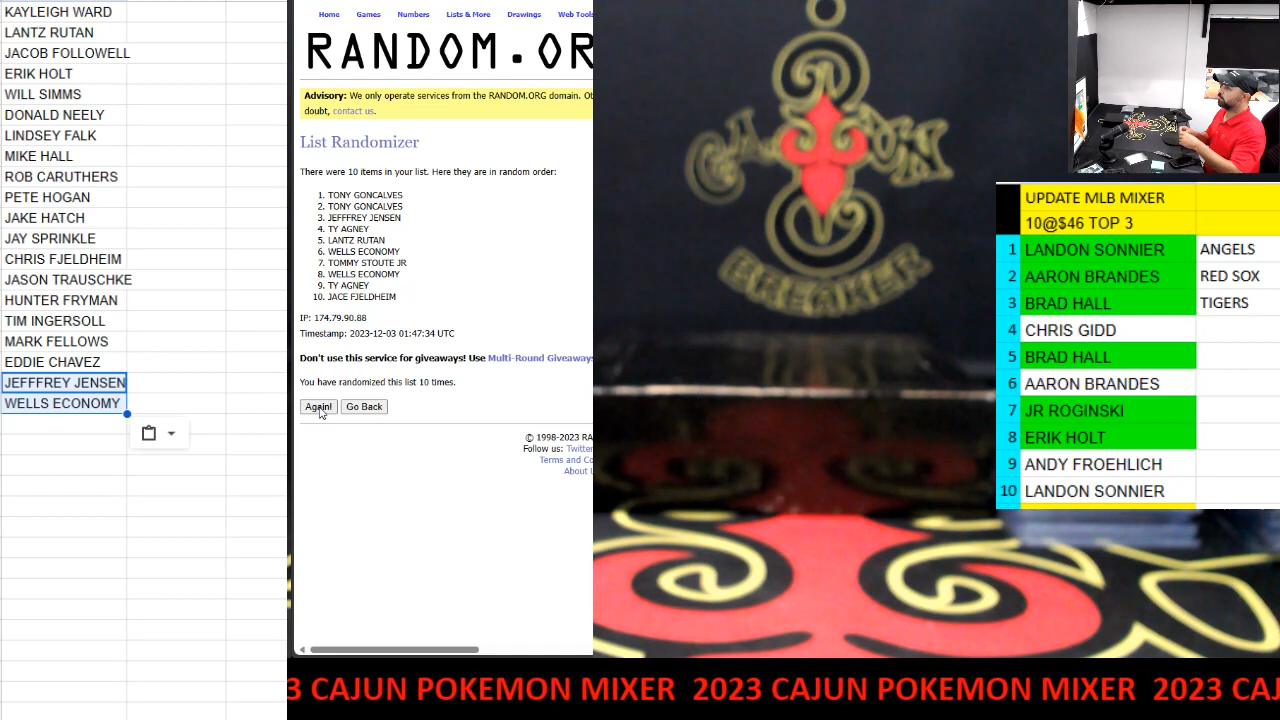 KAYLEIGH WARD
LANTZ RUTAN
JACOB FOLLOWELL
ERIK HOLT
WILL SIMMS
DONALD NEELY
LINDSEY FALK
MIKE HALL
ROB CARUTHERS
PETE HOGAN
JAKE HATCH
JAY SPRINKLE
CHRIS FJELDHEIM
JASON TRAUSCHKE
HUNTER FRYMAN
TIM INGERSOLL
MARK FELLOWS
EDDIE CHAVEZ
JEFFFREY JENSEN
WELLS ECONOMY
Home Games Numbers Lists & More Drawings Web Tools
RANDOM.OR
Advisory: We only operate services from the RANDOM.ORG domain. Ot
doubt, contact us.
List Randomizer
There were 10 items in your list. Here they are in random order:
1. TONY GONCALVES
2. TONY GONCALVES
3. JEFFFREY JENSEN
4. TY AGNEY
5. LANTZ RUTAN
6. WELLS ECONOMY
7. TOMMY STOUTE JR
8. WELLS ECONOMY
9. TY AGNEY
10. JACE FJELDHEIM
IP: 174.79.90.88
Timestamp: 2023-12-03 01:47:34 UTC
Don't use this service for giveaways! Use Multi-Round Giveaways
You have randomized this list 10 times.
Again! Go Back
© 1998-2023 RA
Follow us: Twitter
Terms and Co
About U
CAJUN
BREAKER
UPDATE MLB MIXER
10@$46 TOP 3
1 LANDON SONNIER ANGELS
2 AARON BRANDES RED SOX
3 BRAD HALL TIGERS
4 CHRIS GIDD
5 BRAD HALL
6 AARON BRANDES
7 JR ROGINSKI
8 ERIK HOLT
9 ANDY FROEHLICH
10 LANDON SONNIER
3 CAJUN POKEMON MIXER 2023 CAJUN POKEMON MIXER 2023 CAJ